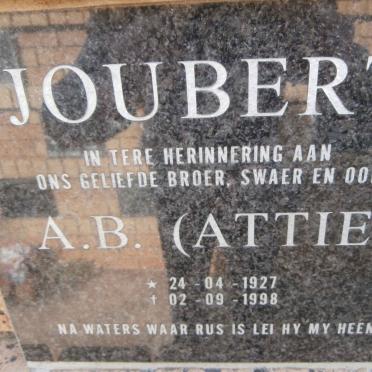 JOUBERT
IN TERE HERINNERING AAN
ONS GELIEFDE BROER, SWAER EN OO
A.B. (ATTIE
★ 24-04-1927
† 02-09-1998
NA WATERS WAAR RUS IS LEI HY MY HEEN